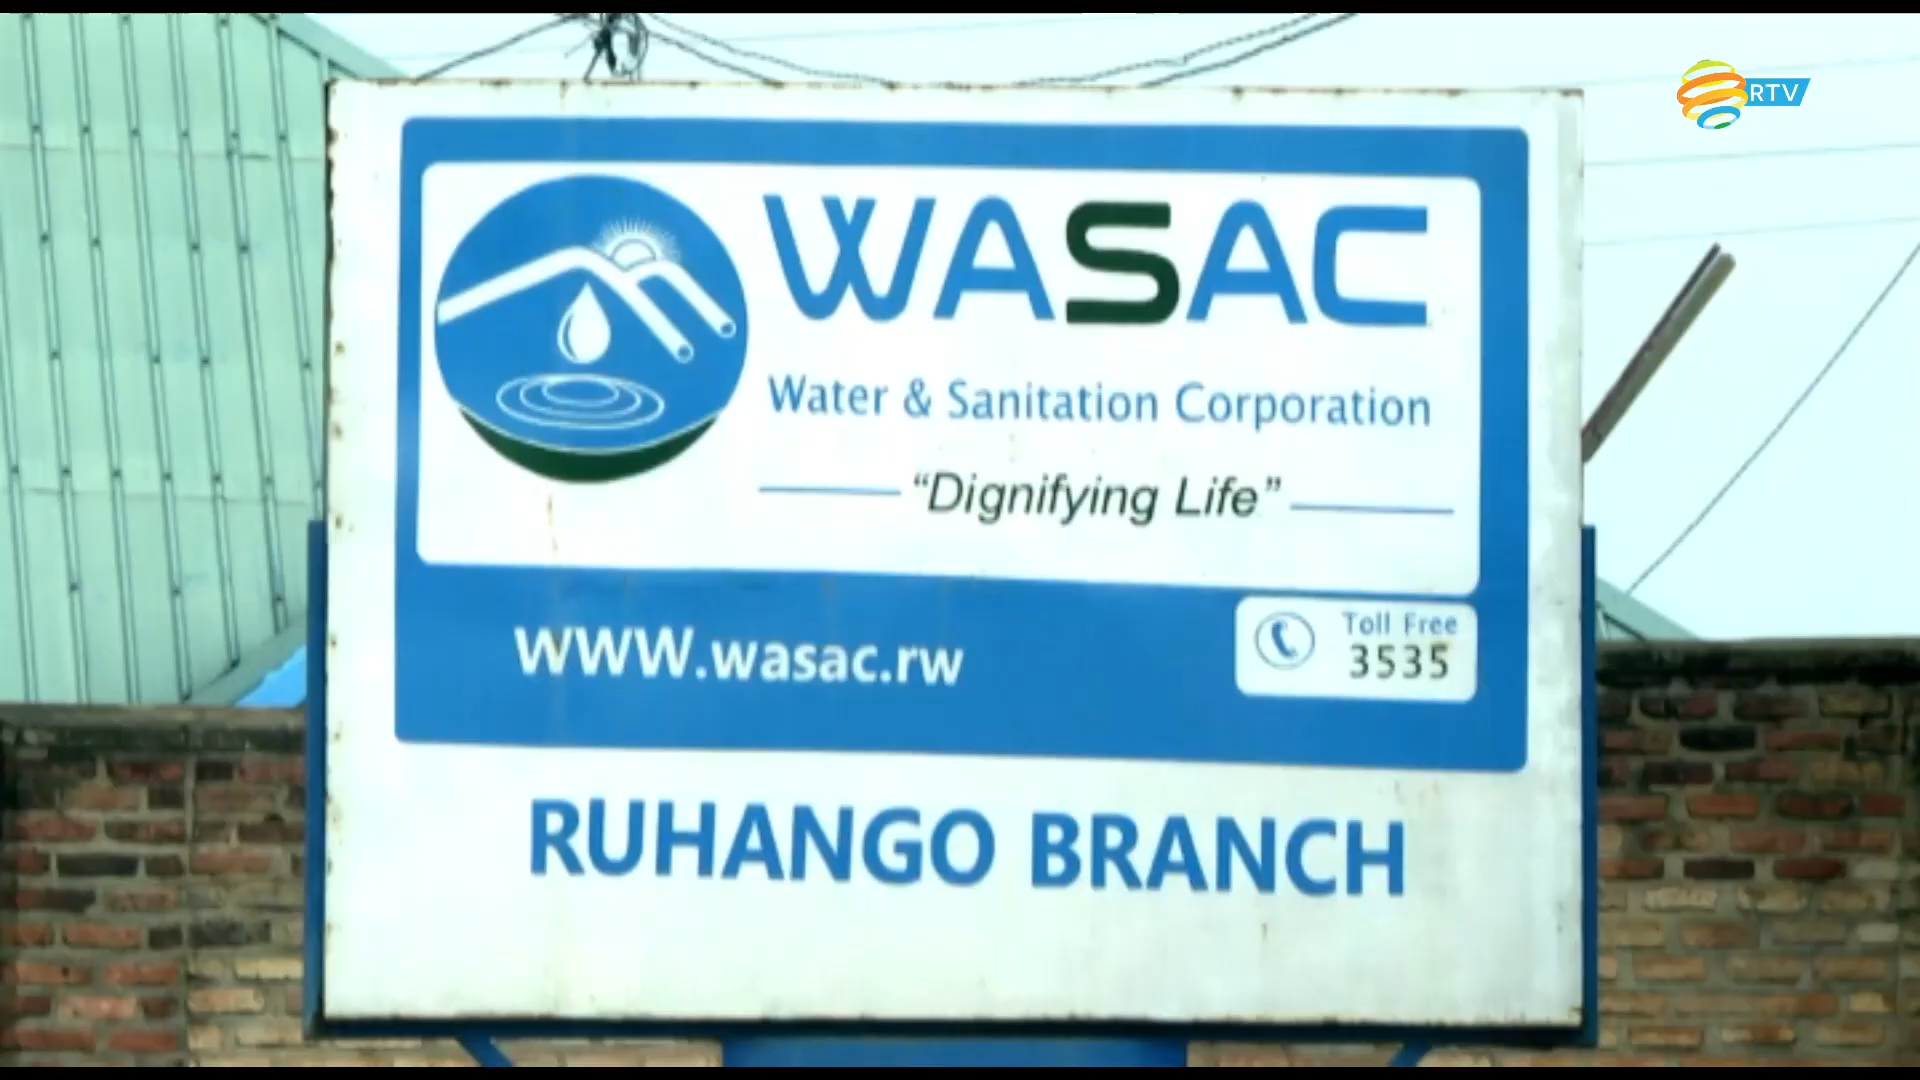 RTV
WASAC
Water & Sanitation Corporation
“Dignifying Life”
WWW.wasac.rw
Toll Free
3535
RUHANGO BRANCH